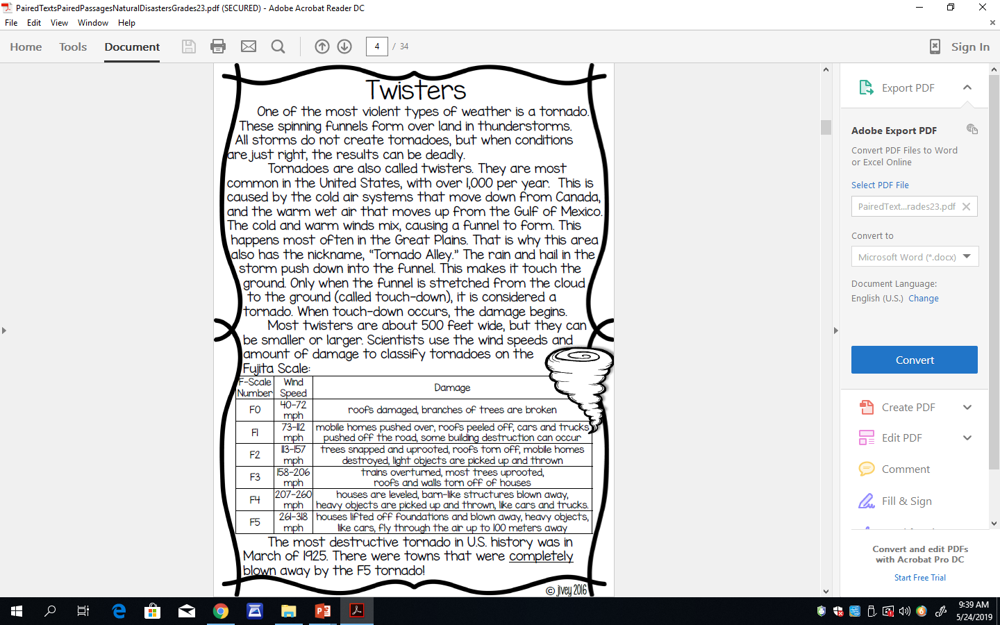 PairedTextsPairedPassagesNaturalDisastersGrades23.pdf (SECURED) - Adobe Acrobat Reader DC
File Edit View Window Help
Home Tools Document 4 / 34 Sign In
Twisters
One of the most violent types of weather is a tornado.
These spinning funnels form over land in thunderstorms.
All storms do not create tornadoes, but when conditions
are just right, the results can be deadly.
Tornadoes are also called twisters. They are most
common in the United States, with over 1,000 per year. This is
caused by the cold air systems that move down from Canada,
and the warm wet air that moves up from the Gulf of Mexico.
The cold and warm winds mix, causing a funnel to form. This
happens most often in the Great Plains. That is why this area
also has the nickname, “Tornado Alley.” The rain and hail in the
storm push down into the funnel. This makes it touch the
ground. Only when the funnel is stretched from the cloud
to the ground (called touch-down), it is considered a
tornado. When touch-down occurs, the damage begins.
Most twisters are about 500 feet wide, but they can
be smaller or larger. Scientists use the wind speeds and
amount of damage to classify tornadoes on the
Fujita Scale:
F-Scale Number Wind Speed Damage
F0 40-72 mph roofs damaged, branches of trees are broken
F1 73-112 mph mobile homes pushed over, roofs peeled off, cars and trucks
pushed off the road, some building destruction can occur
F2 113-157 mph trees snapped and uprooted, roofs torn off, mobile homes
destroyed, light objects are picked up and thrown
F3 158-206 mph trains overturned, most trees uprooted,
roofs and walls torn off of houses
F4 207-260 mph houses are leveled, barn-like structures blown away,
heavy objects are picked up and thrown, like cars and trucks.
F5 261-318 mph houses lifted off foundations and blown away, heavy objects,
like cars, fly through the air up to 100 meters away
The most destructive tornado in U.S. history was in
March of 1925. There were towns that were completely
blown away by the F5 tornado!
© jivey 2016
Export PDF
Adobe Export PDF
Convert PDF Files to Word
or Excel Online
Select PDF File
PairedText...rades23.pdf
Convert to
Microsoft Word (*.docx)
Document Language:
English (U.S.) Change
Convert
Create PDF
Edit PDF
Comment
Fill & Sign
Convert and edit PDFs
with Acrobat Pro DC
Start Free Trial
9:39 AM
5/24/2019